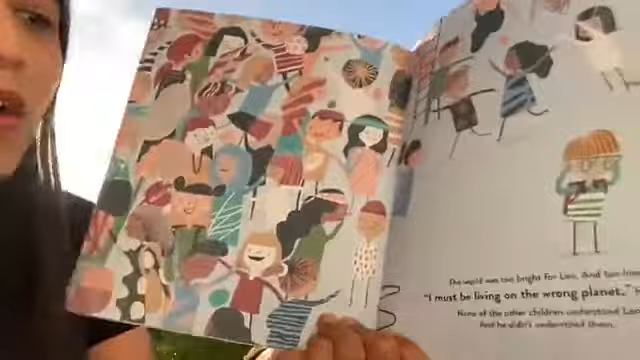 The world was too bright for Leo. And too
"I must be living on the wrong planet,"
None of the other children understood Leo
And he didn't understand them.